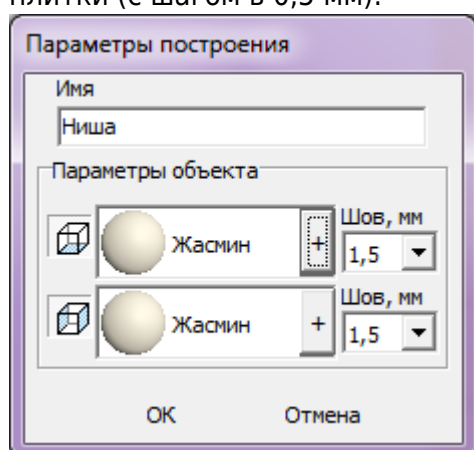 плитки (с шагом в 0,5 мм).
Параметры построения
Имя
Ниша
Параметры объекта
Шов, мм
Жасмин + 1,5
Шов, мм
Жасмин + 1,5
ОК Отмена